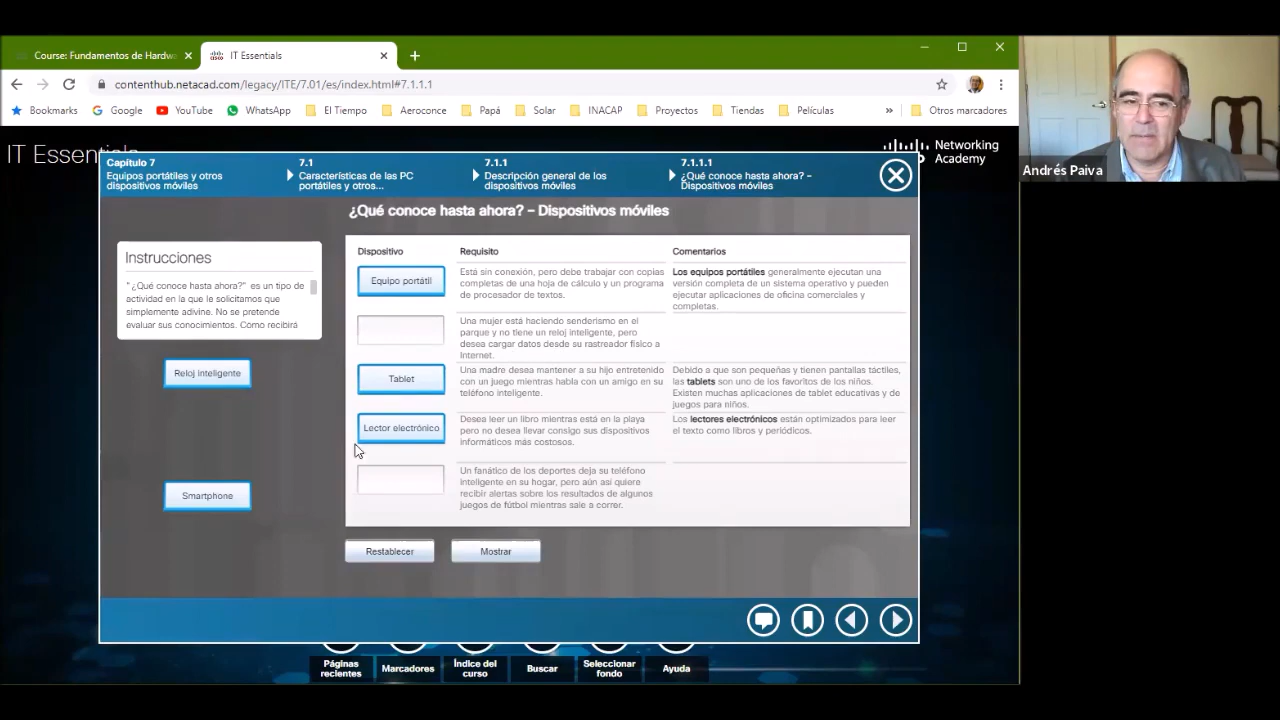 Course: Fundamentos de Hardw
IT Essentials
contenthub.netacad.com/legacy/ITE/7.01/es/index.html#7.1.1.1
Bookmarks
Google
YouTube
WhatsApp
El Tiempo
Aeroconce
Papá
Solar
INACAP
Proyectos
Tiendas
Películas
»
Otros marcadores
IT Essentials
Networking
Academy
Andrés Paiva
Capítulo 7
Equipos portátiles y otros
dispositivos móviles
7.1
Características de las PC
portátiles y otros...
7.1.1
Descripción general de los
dispositivos móviles
7.1.1.1
¿Qué conoce hasta ahora? –
Dispositivos móviles
¿Qué conoce hasta ahora? – Dispositivos móviles
Instrucciones
"¿Qué conoce hasta ahora?" es un tipo de
actividad en la que le solicitamos que
simplemente adivine. No se pretende
evaluar sus conocimientos. Como recibirá
Reloj inteligente
Smartphone
Dispositivo
Requisito
Comentarios
Equipo portátil
Está sin conexión, pero debe trabajar con copias
completas de una hoja de cálculo y un programa
de procesador de textos.
Los equipos portátiles generalmente ejecutan una
versión completa de un sistema operativo y pueden
ejecutar aplicaciones de oficina comerciales y
completas.
Una mujer está haciendo senderismo en el
parque y no tiene un reloj inteligente, pero
desea cargar datos desde su rastreador físico a
Internet.
Tablet
Una madre desea mantener a su hijo entretenido
con un juego mientras habla con un amigo en su
teléfono inteligente.
Debido a que son pequeñas y tienen pantallas táctiles,
las tablets son uno de los favoritos de los niños.
Existen muchas aplicaciones de tablet educativas y de
juegos para niños.
Lector electrónico
Desea leer un libro mientras está en la playa
pero no desea llevar consigo sus dispositivos
informáticos más costosos.
Los lectores electrónicos están optimizados para leer
el texto como libros y periódicos.
Un fanático de los deportes deja su teléfono
inteligente en su hogar, pero aún así quiere
recibir alertas sobre los resultados de algunos
juegos de fútbol mientras sale a correr.
Restablecer
Mostrar
Páginas
recientes
Marcadores
Índice del
curso
Buscar
Seleccionar
fondo
Ayuda